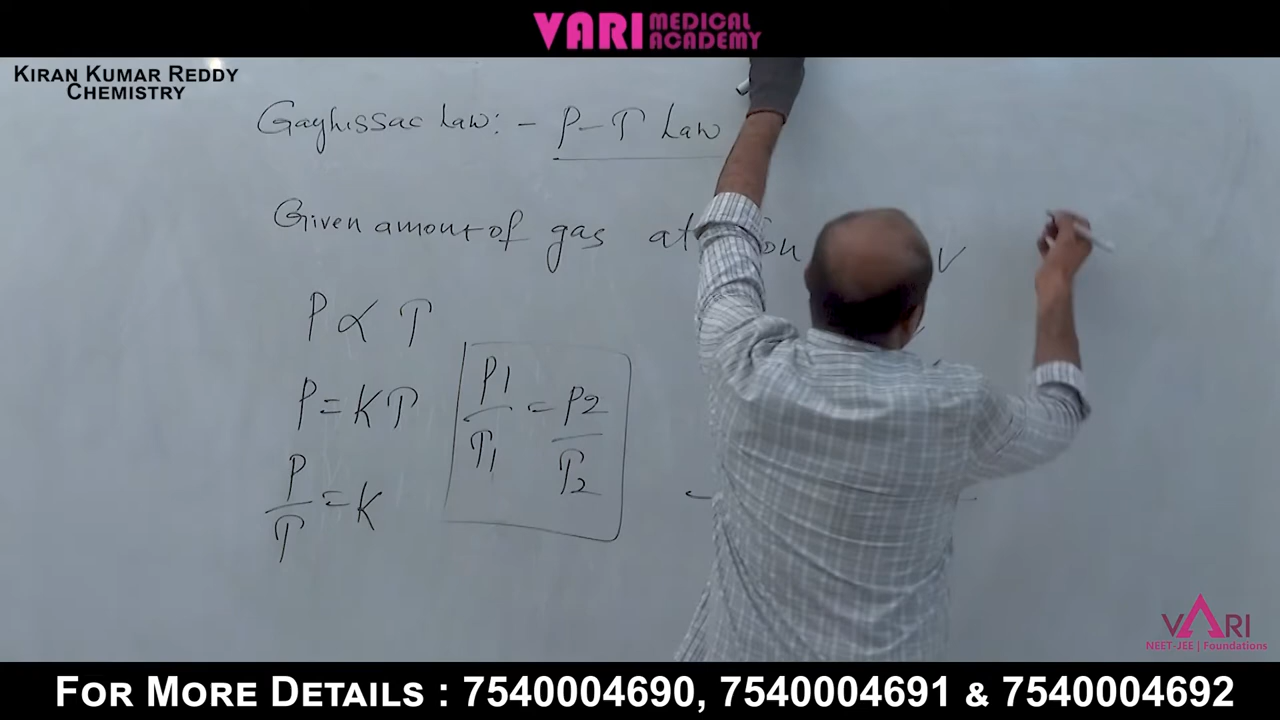 VARI MEDICAL ACADEMY
KIRAN KUMAR REDDY
CHEMISTRY
Gaylussac Law: - P-T Law
Given amount of gas at V
P ∝ T
P = KT
P/T = K
P1/T1 = P2/T2
VARI
NEET-JEE | Foundations
FOR MORE DETAILS : 7540004690, 7540004691 & 7540004692